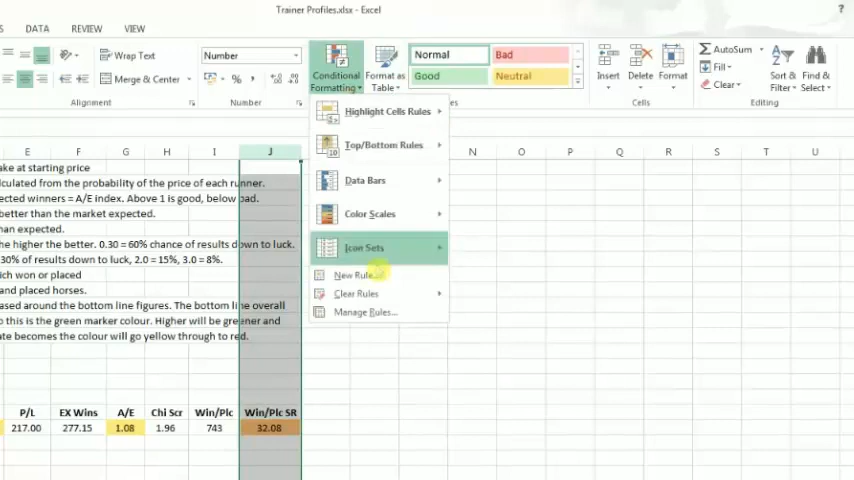 Trainer Profiles.xlsx - Excel
?
DATA REVIEW VIEW
Wrap Text
Merge & Center
Alignment
Number
%
Number
Conditional Formatting
Format as Table
Normal
Bad
Good
Neutral
Insert
Delete
Format
Cells
AutoSum
Fill
Clear
Sort & Filter
Find & Select
Editing
Highlight Cells Rules
Top/Bottom Rules
Data Bars
Color Scales
Icon Sets
New Rule...
Clear Rules
Manage Rules...
E F G H I J N O P Q R S T U
ake at starting price
lculated from the probability of the price of each runner.
ected winners = A/E index. Above 1 is good, below bad.
better than the market expected.
han expected.
he higher the better. 0.30 = 60% chance of results down to luck.
30% of results down to luck, 2.0 = 15%, 3.0 = 8%.
ich won or placed
and placed horses.
ased around the bottom line figures. The bottom line overall
o this is the green marker colour. Higher will be greener and
ate becomes the colour will go yellow through to red.
P/L EX Wins A/E Chi Scr Win/Plc Win/Plc SR
217.00 277.15 1.08 1.96 743 32.08